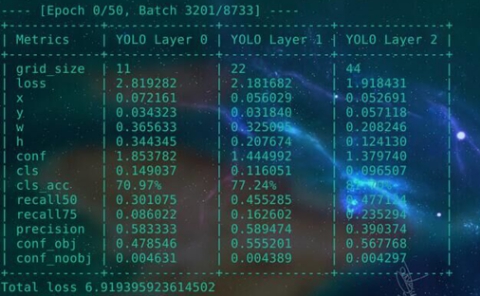 ---- [Epoch 0/50, Batch 3201/8733] ----
+------------+--------------+--------------+--------------+
| Metrics | YOLO Layer 0 | YOLO Layer 1 | YOLO Layer 2 |
+------------+--------------+--------------+--------------+
| grid_size | 11 | 22 | 44 |
| loss | 2.819282 | 2.181682 | 1.918431 |
| x | 0.072161 | 0.056029 | 0.052691 |
| y | 0.034323 | 0.031840 | 0.057118 |
| w | 0.365633 | | 0.208246 |
| h | 0.344345 | 0.207674 | 0.124130 |
| conf | 1.853782 | 1.444992 | 1.379740 |
| cls | 0.149037 | 0.116051 | 0.096507 |
| cls_acc | 70.97% | 77.24% | |
| recall50 | 0.301075 | 0.455285 | |
| recall75 | 0.086022 | 0.162602 | 0.235294 |
| precision | 0.583333 | 0.589474 | 0.390374 |
| conf_obj | 0.478546 | 0.555201 | 0.567768 |
| conf_noobj | 0.004631 | 0.004389 | 0.004297 |
+------------+--------------+--------------+--------------+
Total loss 6.919395923614502